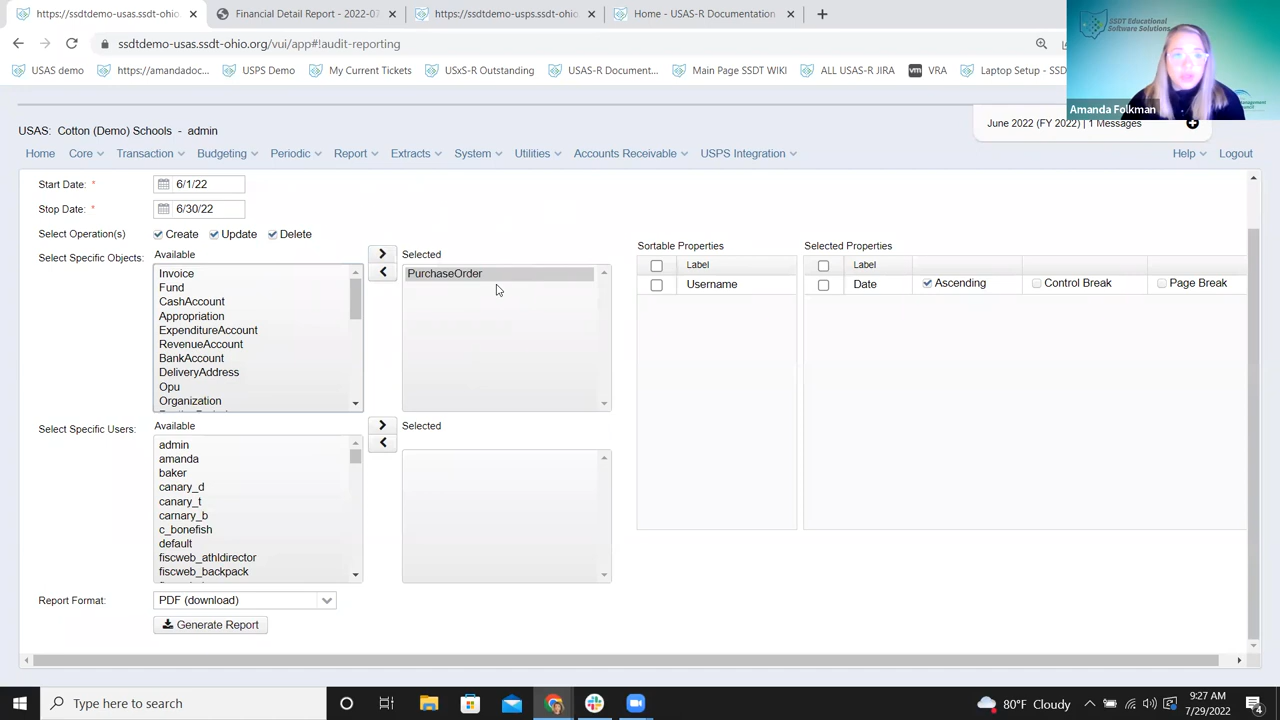 https://ssdtdemo-usas.ssdt-ohio
Financial Detail Report - 2022-07
https://ssdtdemo-usps.ssdt-ohio
Home - USAS-R Documentation
ssdtdemo-usas.ssdt-ohio.org/vui/app#!audit-reporting
USAS demo
https://amandadoc...
USPS Demo
My Current Tickets
USxS-R Outstanding
USAS-R Document...
Main Page SSDT WIKI
ALL USAS-R JIRA
vm VRA
Laptop Setup - SSD
SSDT Educational
Software Solutions
Amanda Folkman
USAS: Cotton (Demo) Schools - admin
June 2022 (FY 2022) | 1 Messages
Home Core Transaction Budgeting Periodic Report Extracts System Utilities Accounts Receivable USPS Integration Help Logout
Start Date: * 6/1/22
Stop Date: * 6/30/22
Select Operation(s) Create Update Delete
Select Specific Objects:
Available
Invoice
Fund
CashAccount
Appropriation
ExpenditureAccount
RevenueAccount
BankAccount
DeliveryAddress
Opu
Organization
Selected
PurchaseOrder
Sortable Properties
Label
Username
Selected Properties
Label
Date Ascending Control Break Page Break
Select Specific Users:
Available
admin
amanda
baker
canary_d
canary_t
carnary_b
c_bonefish
default
fiscweb_athldirector
fiscweb_backpack
Selected
Report Format: PDF (download)
Generate Report
Type here to search
80°F Cloudy
9:27 AM
7/29/2022
4